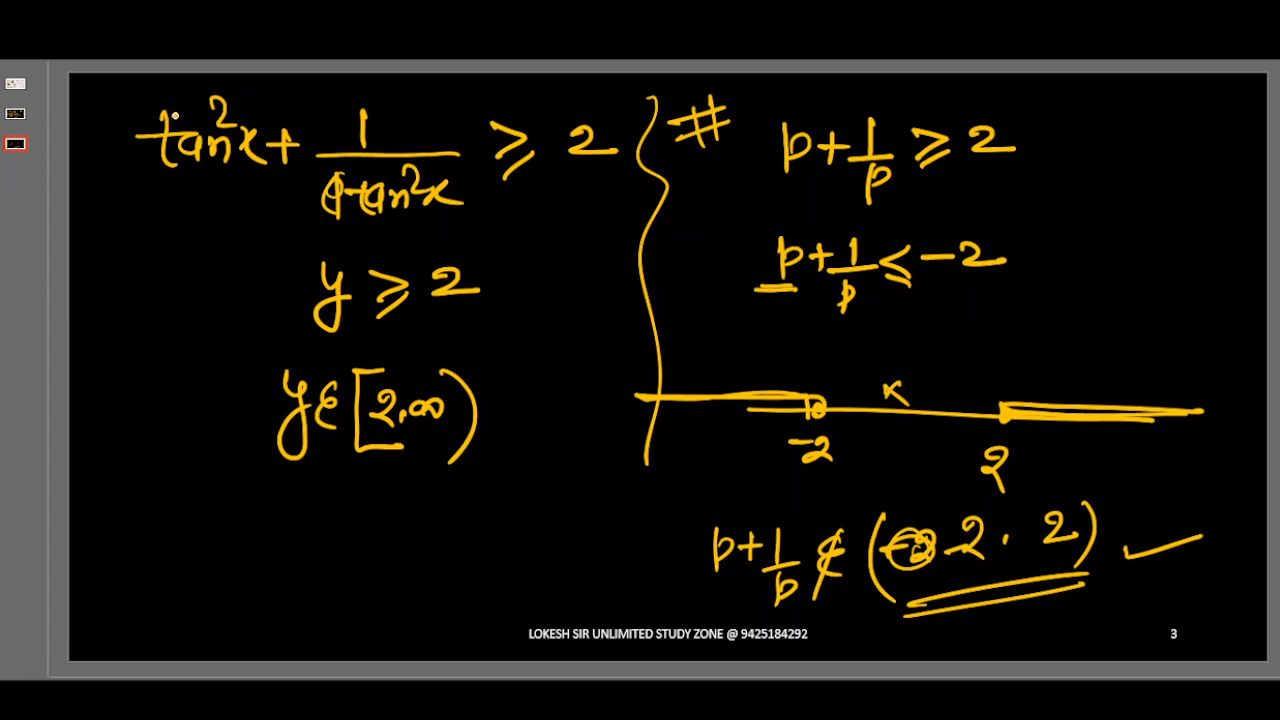 tan²x + 1/tan²x ≥ 2
y ≥ 2
y ∈ [2, ∞)
# p + 1/p ≥ 2
p + 1/p ≤ -2
-2 2
p + 1/p ∉ (-2, 2) ✓
LOKESH SIR UNLIMITED STUDY ZONE @ 9425184292 3